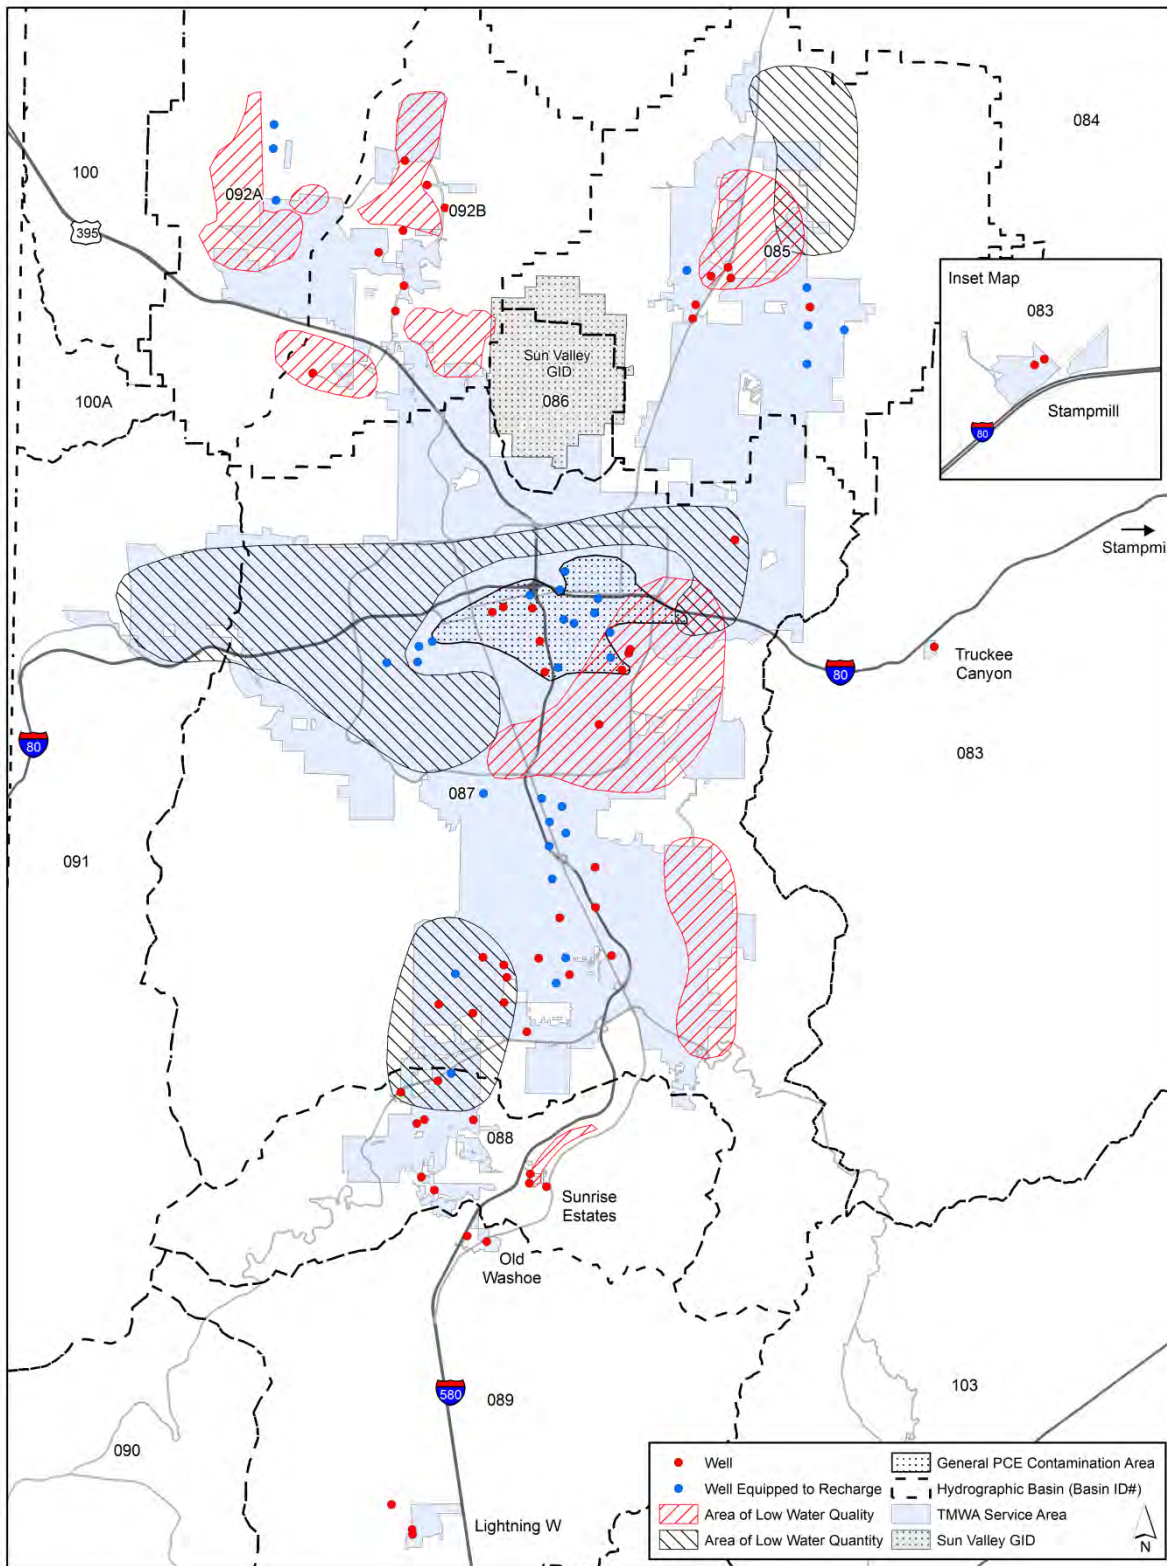 084
100
092A
092B
395
085
Inset Map
083
Stampmill
80
Sun Valley
GID
086
100A
Stampmi
Truckee
Canyon
80
80
083
087
091
088
Sunrise
Estates
Old
Washoe
580
089
103
090
Lightning W
Well
Well Equipped to Recharge
Area of Low Water Quality
Area of Low Water Quantity
General PCE Contamination Area
Hydrographic Basin (Basin ID#)
TMWA Service Area
Sun Valley GID
N